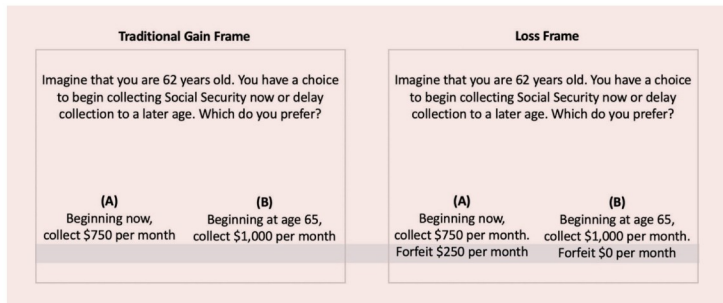 Traditional Gain Frame
Imagine that you are 62 years old. You have a choice
to begin collecting Social Security now or delay
collection to a later age. Which do you prefer?
(A)
Beginning now,
collect $750 per month
(B)
Beginning at age 65,
collect $1,000 per month
Loss Frame
Imagine that you are 62 years old. You have a choice
to begin collecting Social Security now or delay
collection to a later age. Which do you prefer?
(A)
Beginning now,
collect $750 per month.
Forfeit $250 per month
(B)
Beginning at age 65,
collect $1,000 per month.
Forfeit $0 per month